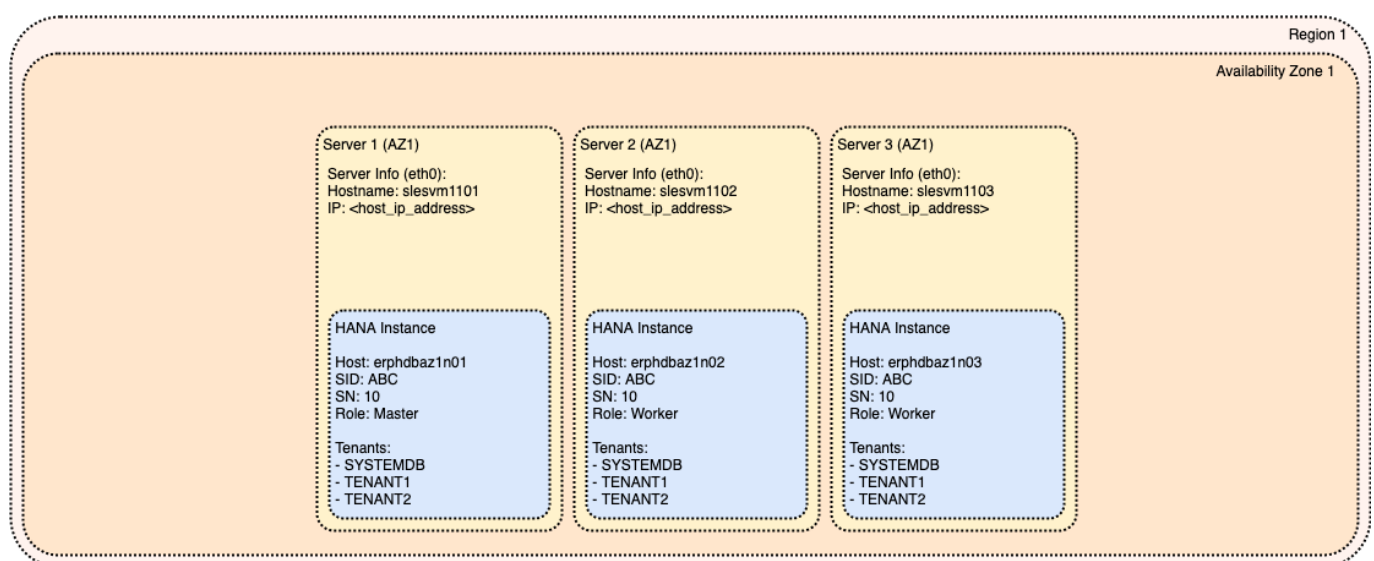 Region 1
Availability Zone 1
Server 1 (AZ1)
Server Info (eth0):
Hostname: slesvm1101
IP: <host_ip_address>
HANA Instance
Host: erphdbaz1n01
SID: ABC
SN: 10
Role: Master
Tenants:
- SYSTEMDB
- TENANT1
- TENANT2
Server 2 (AZ1)
Server Info (eth0):
Hostname: slesvm1102
IP: <host_ip_address>
HANA Instance
Host: erphdbaz1n02
SID: ABC
SN: 10
Role: Worker
Tenants:
- SYSTEMDB
- TENANT1
- TENANT2
Server 3 (AZ1)
Server Info (eth0):
Hostname: slesvm1103
IP: <host_ip_address>
HANA Instance
Host: erphdbaz1n03
SID: ABC
SN: 10
Role: Worker
Tenants:
- SYSTEMDB
- TENANT1
- TENANT2